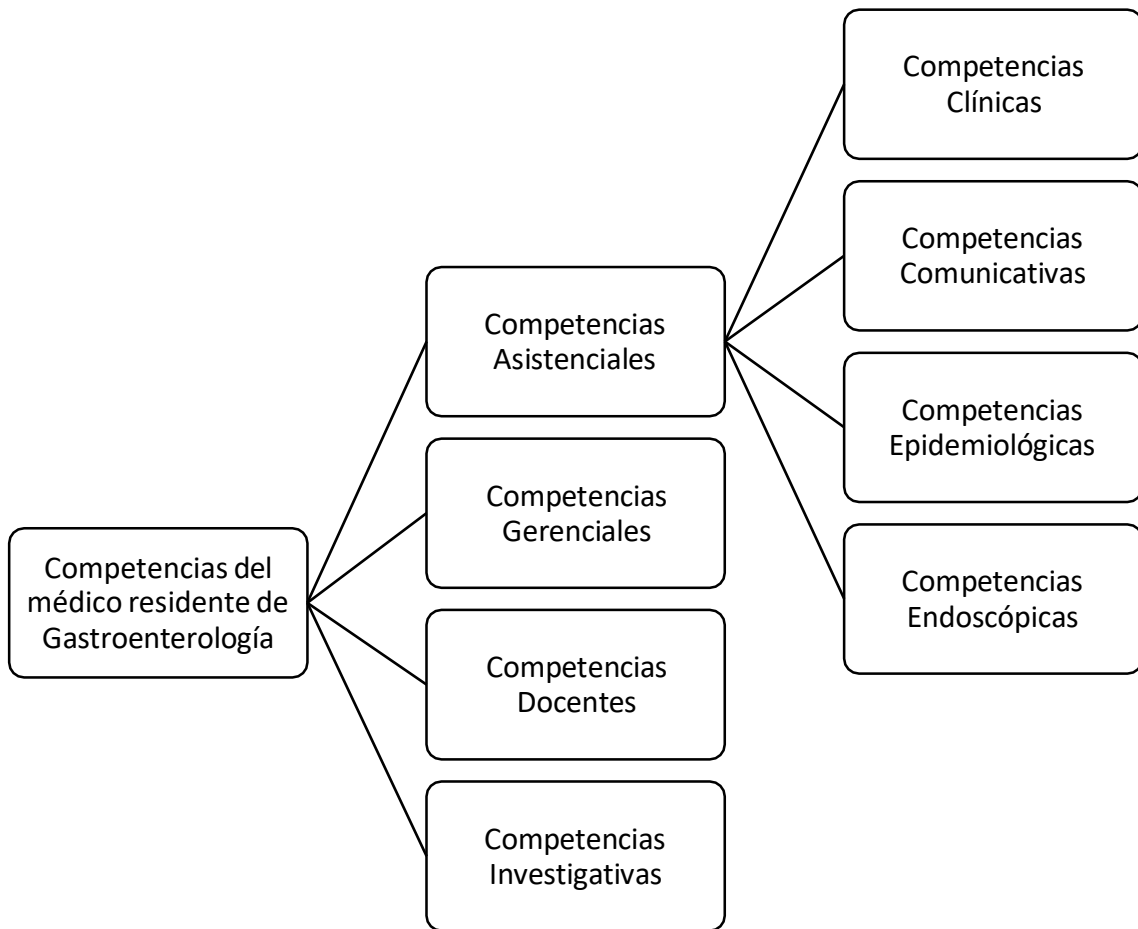 Competencias del
médico residente de
Gastroenterología
Competencias
Asistenciales
Competencias
Gerenciales
Competencias
Docentes
Competencias
Investigativas
Competencias
Clínicas
Competencias
Comunicativas
Competencias
Epidemiológicas
Competencias
Endoscópicas